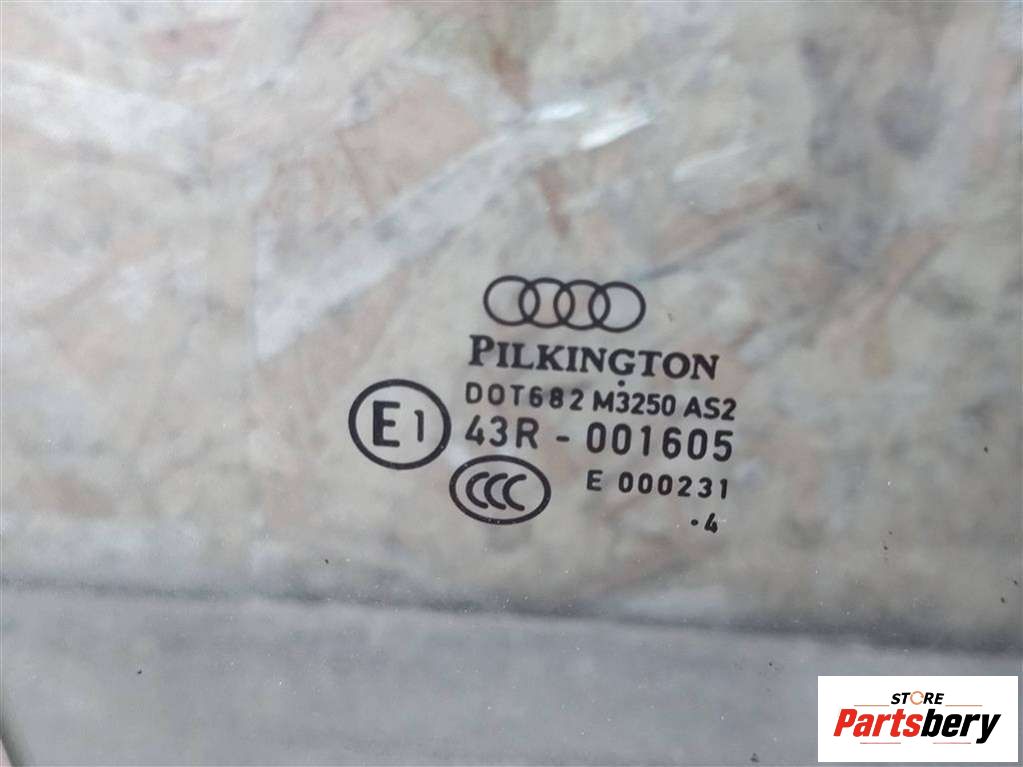 PILKINGTON
DOT682 M3250 AS2
E1
43R - 001605
CCC
E 000231
.4
STORE
Partsbery